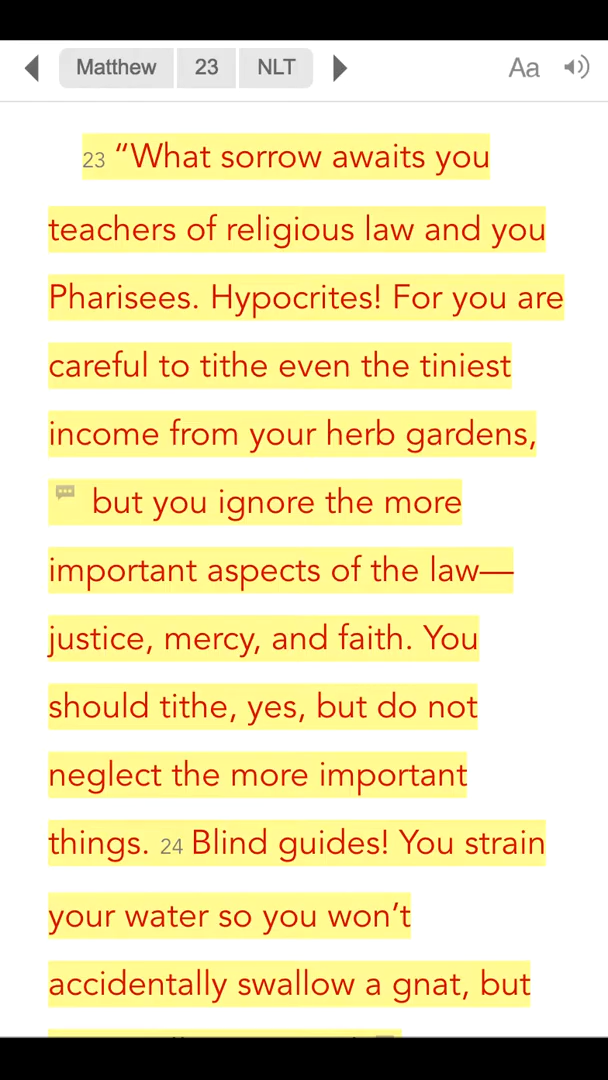 Matthew 23 NLT Aa
23 “What sorrow awaits you
teachers of religious law and you
Pharisees. Hypocrites! For you are
careful to tithe even the tiniest
income from your herb gardens,
but you ignore the more
important aspects of the law—
justice, mercy, and faith. You
should tithe, yes, but do not
neglect the more important
things. 24 Blind guides! You strain
your water so you won’t
accidentally swallow a gnat, but